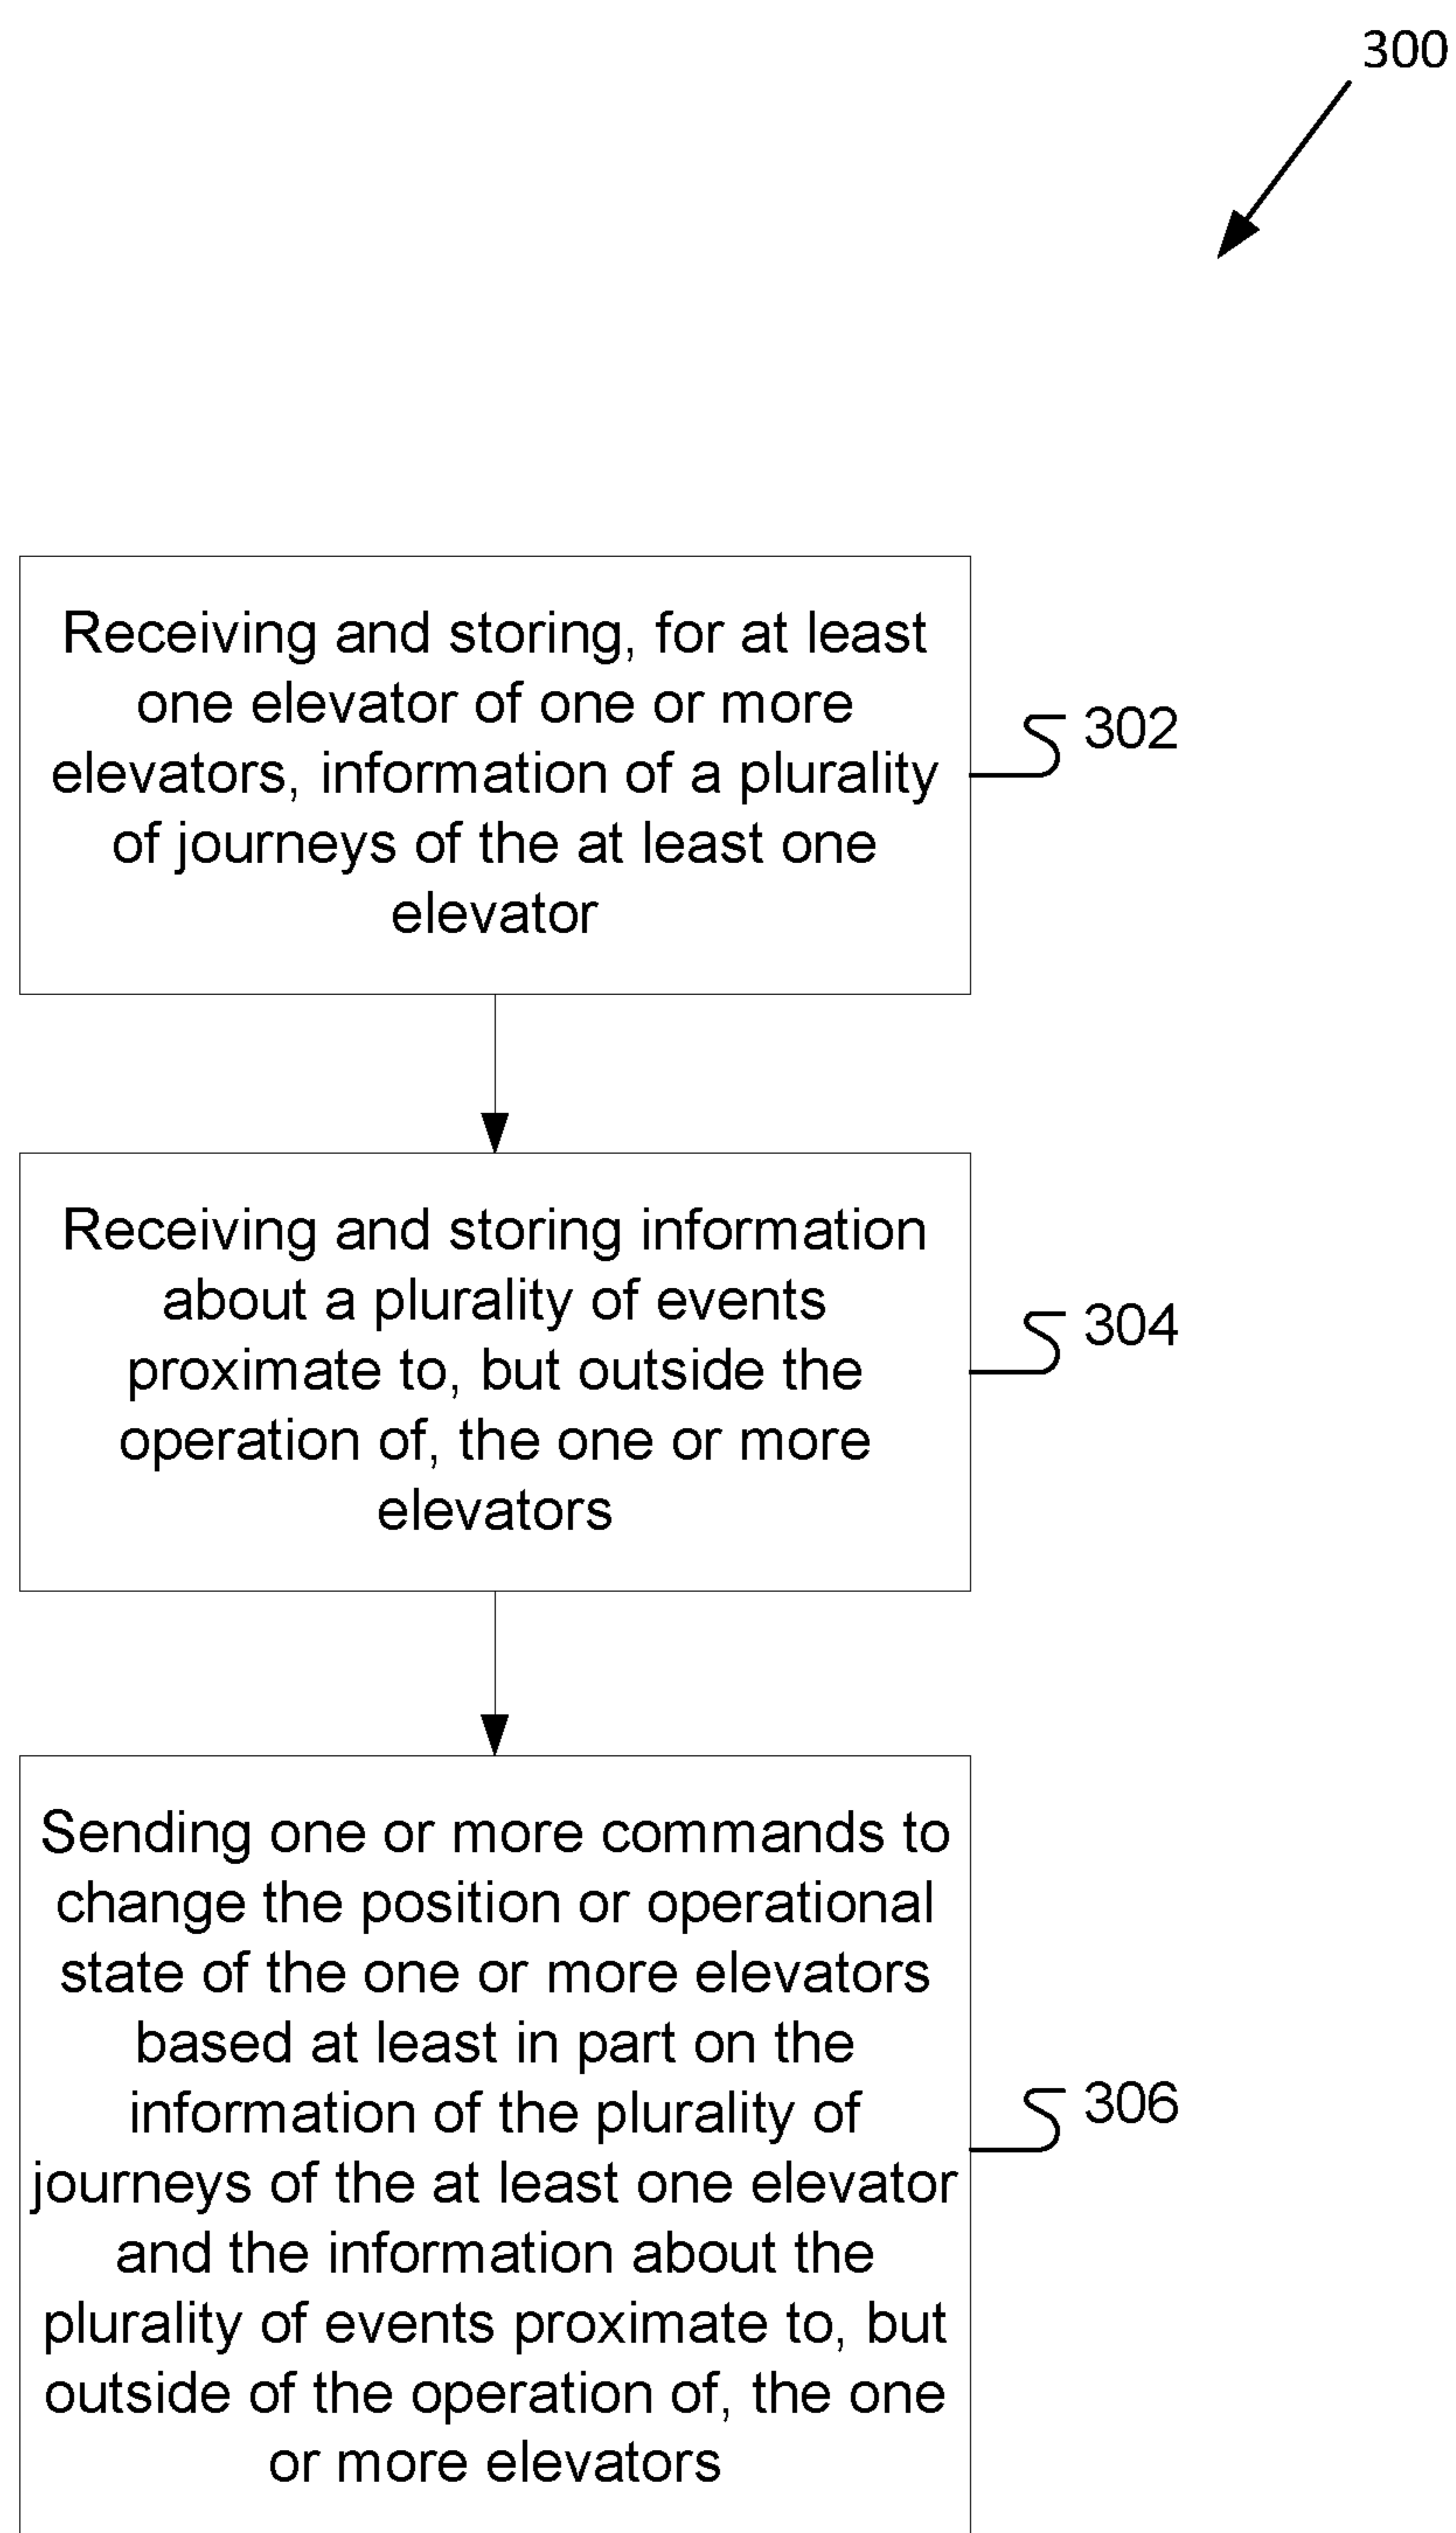 300
Receiving and storing, for at least
one elevator of one or more
elevators, information of a plurality
of journeys of the at least one
elevator
302
Receiving and storing information
about a plurality of events
proximate to, but outside the
operation of, the one or more
elevators
304
Sending one or more commands to
change the position or operational
state of the one or more elevators
based at least in part on the
information of the plurality of
journeys of the at least one elevator
and the information about the
plurality of events proximate to, but
outside of the operation of, the one
or more elevators
306